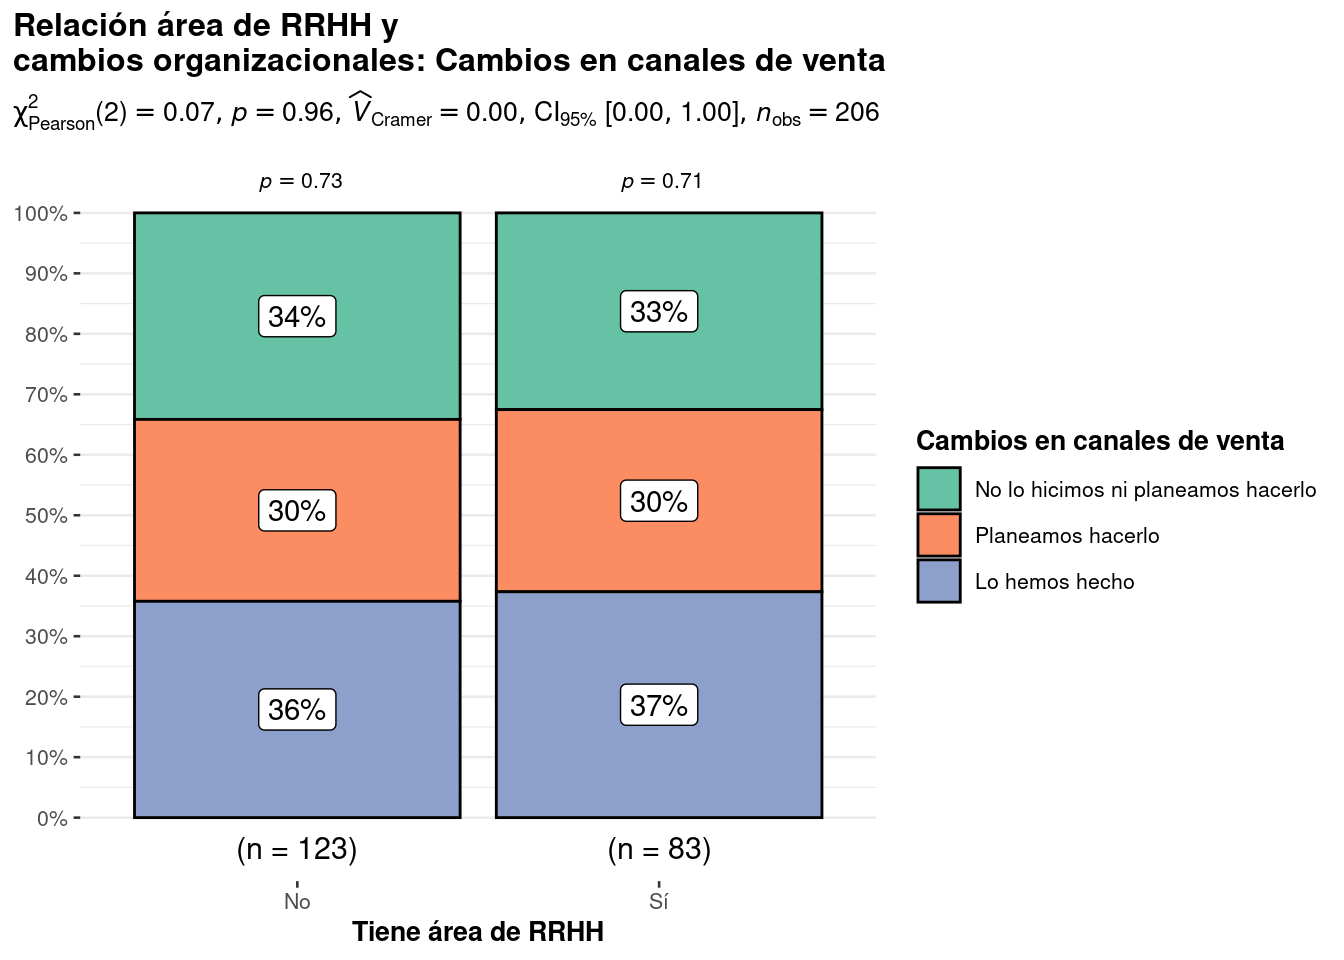 Relación área de RRHH y
cambios organizacionales: Cambios en canales de venta
χ²Pearson(2) = 0.07, p = 0.96, V̂Cramer = 0.00, CI95% [0.00, 1.00], nobs = 206
p = 0.73 p = 0.71
100%
90%
80%
70%
60%
50%
40%
30%
20%
10%
0%
34% 33%
30% 30%
36% 37%
(n = 123) (n = 83)
No Sí
Tiene área de RRHH
Cambios en canales de venta
No lo hicimos ni planeamos hacerlo
Planeamos hacerlo
Lo hemos hecho